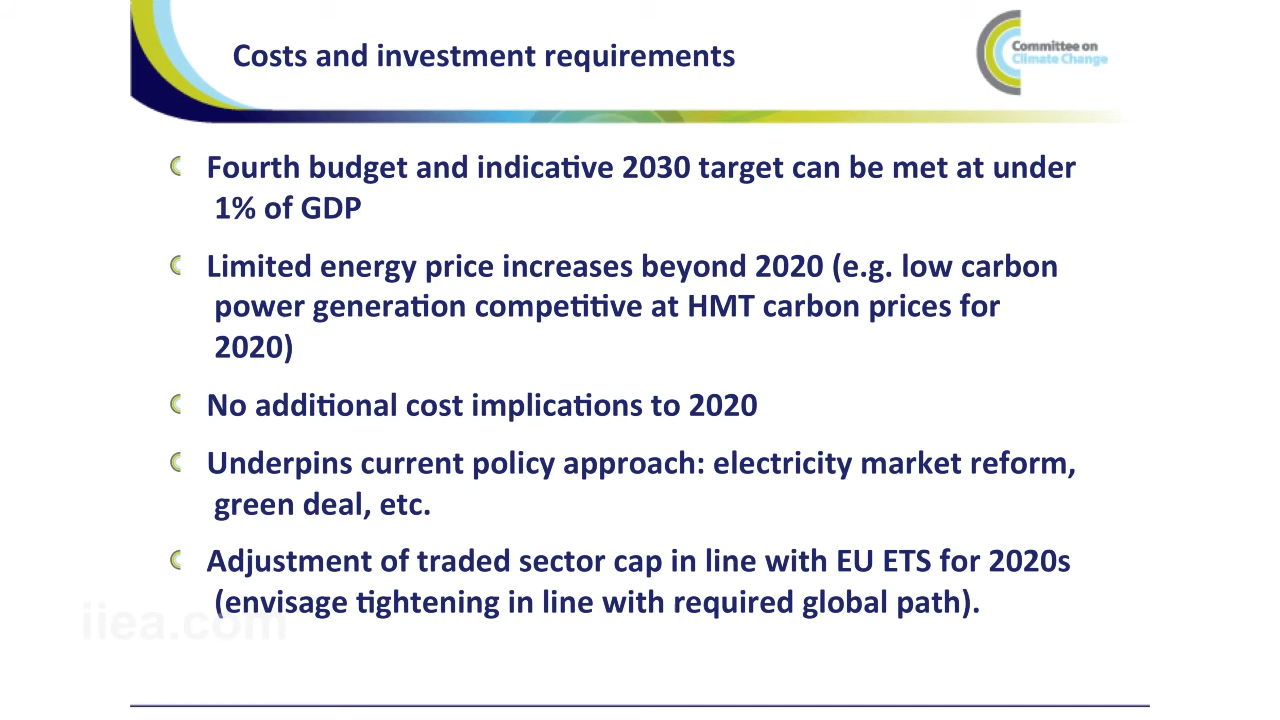 Costs and investment requirements
Committee on
Climate Change
Fourth budget and indicative 2030 target can be met at under
1% of GDP
Limited energy price increases beyond 2020 (e.g. low carbon
power generation competitive at HMT carbon prices for
2020)
No additional cost implications to 2020
Underpins current policy approach: electricity market reform,
green deal, etc.
Adjustment of traded sector cap in line with EU ETS for 2020s
(envisage tightening in line with required global path).
iiea.com